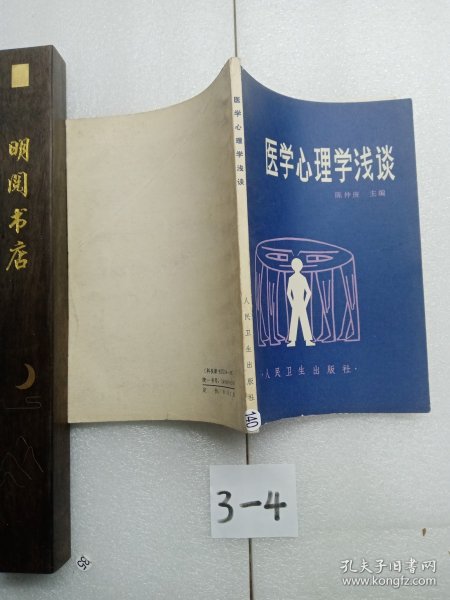 明阅书店
医学心理学浅谈
人民卫生出版社
140
医学心理学浅谈
陈仲庚 主编
·人民卫生出版社·
3-4
85
孔夫子旧书网
www.kongfz.com